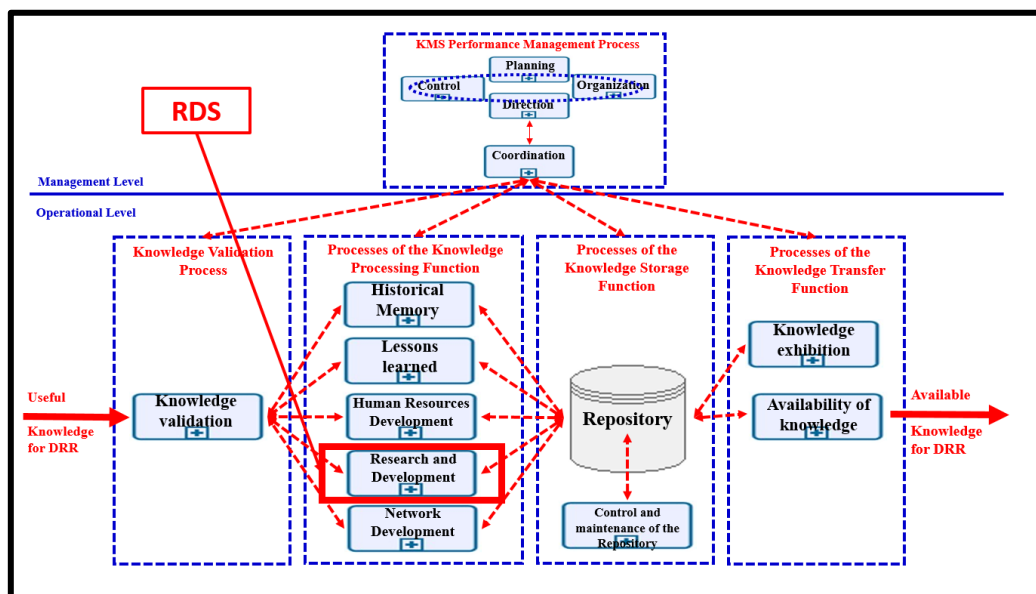 KMS Performance Management Process
Planning
Control
Organization
Direction
RDS
Coordination
Management Level
Operational Level
Knowledge Validation
Process
Processes of the Knowledge
Processing Function
Processes of the
Knowledge Storage
Function
Processes of the
Knowledge Transfer
Function
Historical
Memory
Lessons
learned
Human Resources
Development
Research and
Development
Network
Development
Useful
Knowledge
for DRR
Knowledge
validation
Repository
Control and
maintenance of the
Repository
Knowledge
exhibition
Availability of
knowledge
Available
Knowledge
for DRR